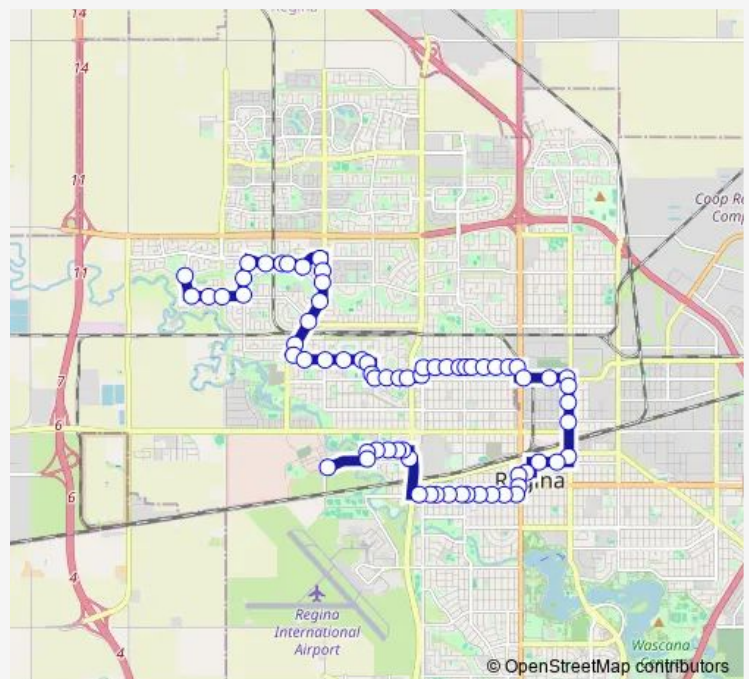 14
Regina
14
11
Coop Re
Comp
11
7
6
Regina
6
4
Regina
International
Airport
Wascana
4
© OpenStreetMap contributors